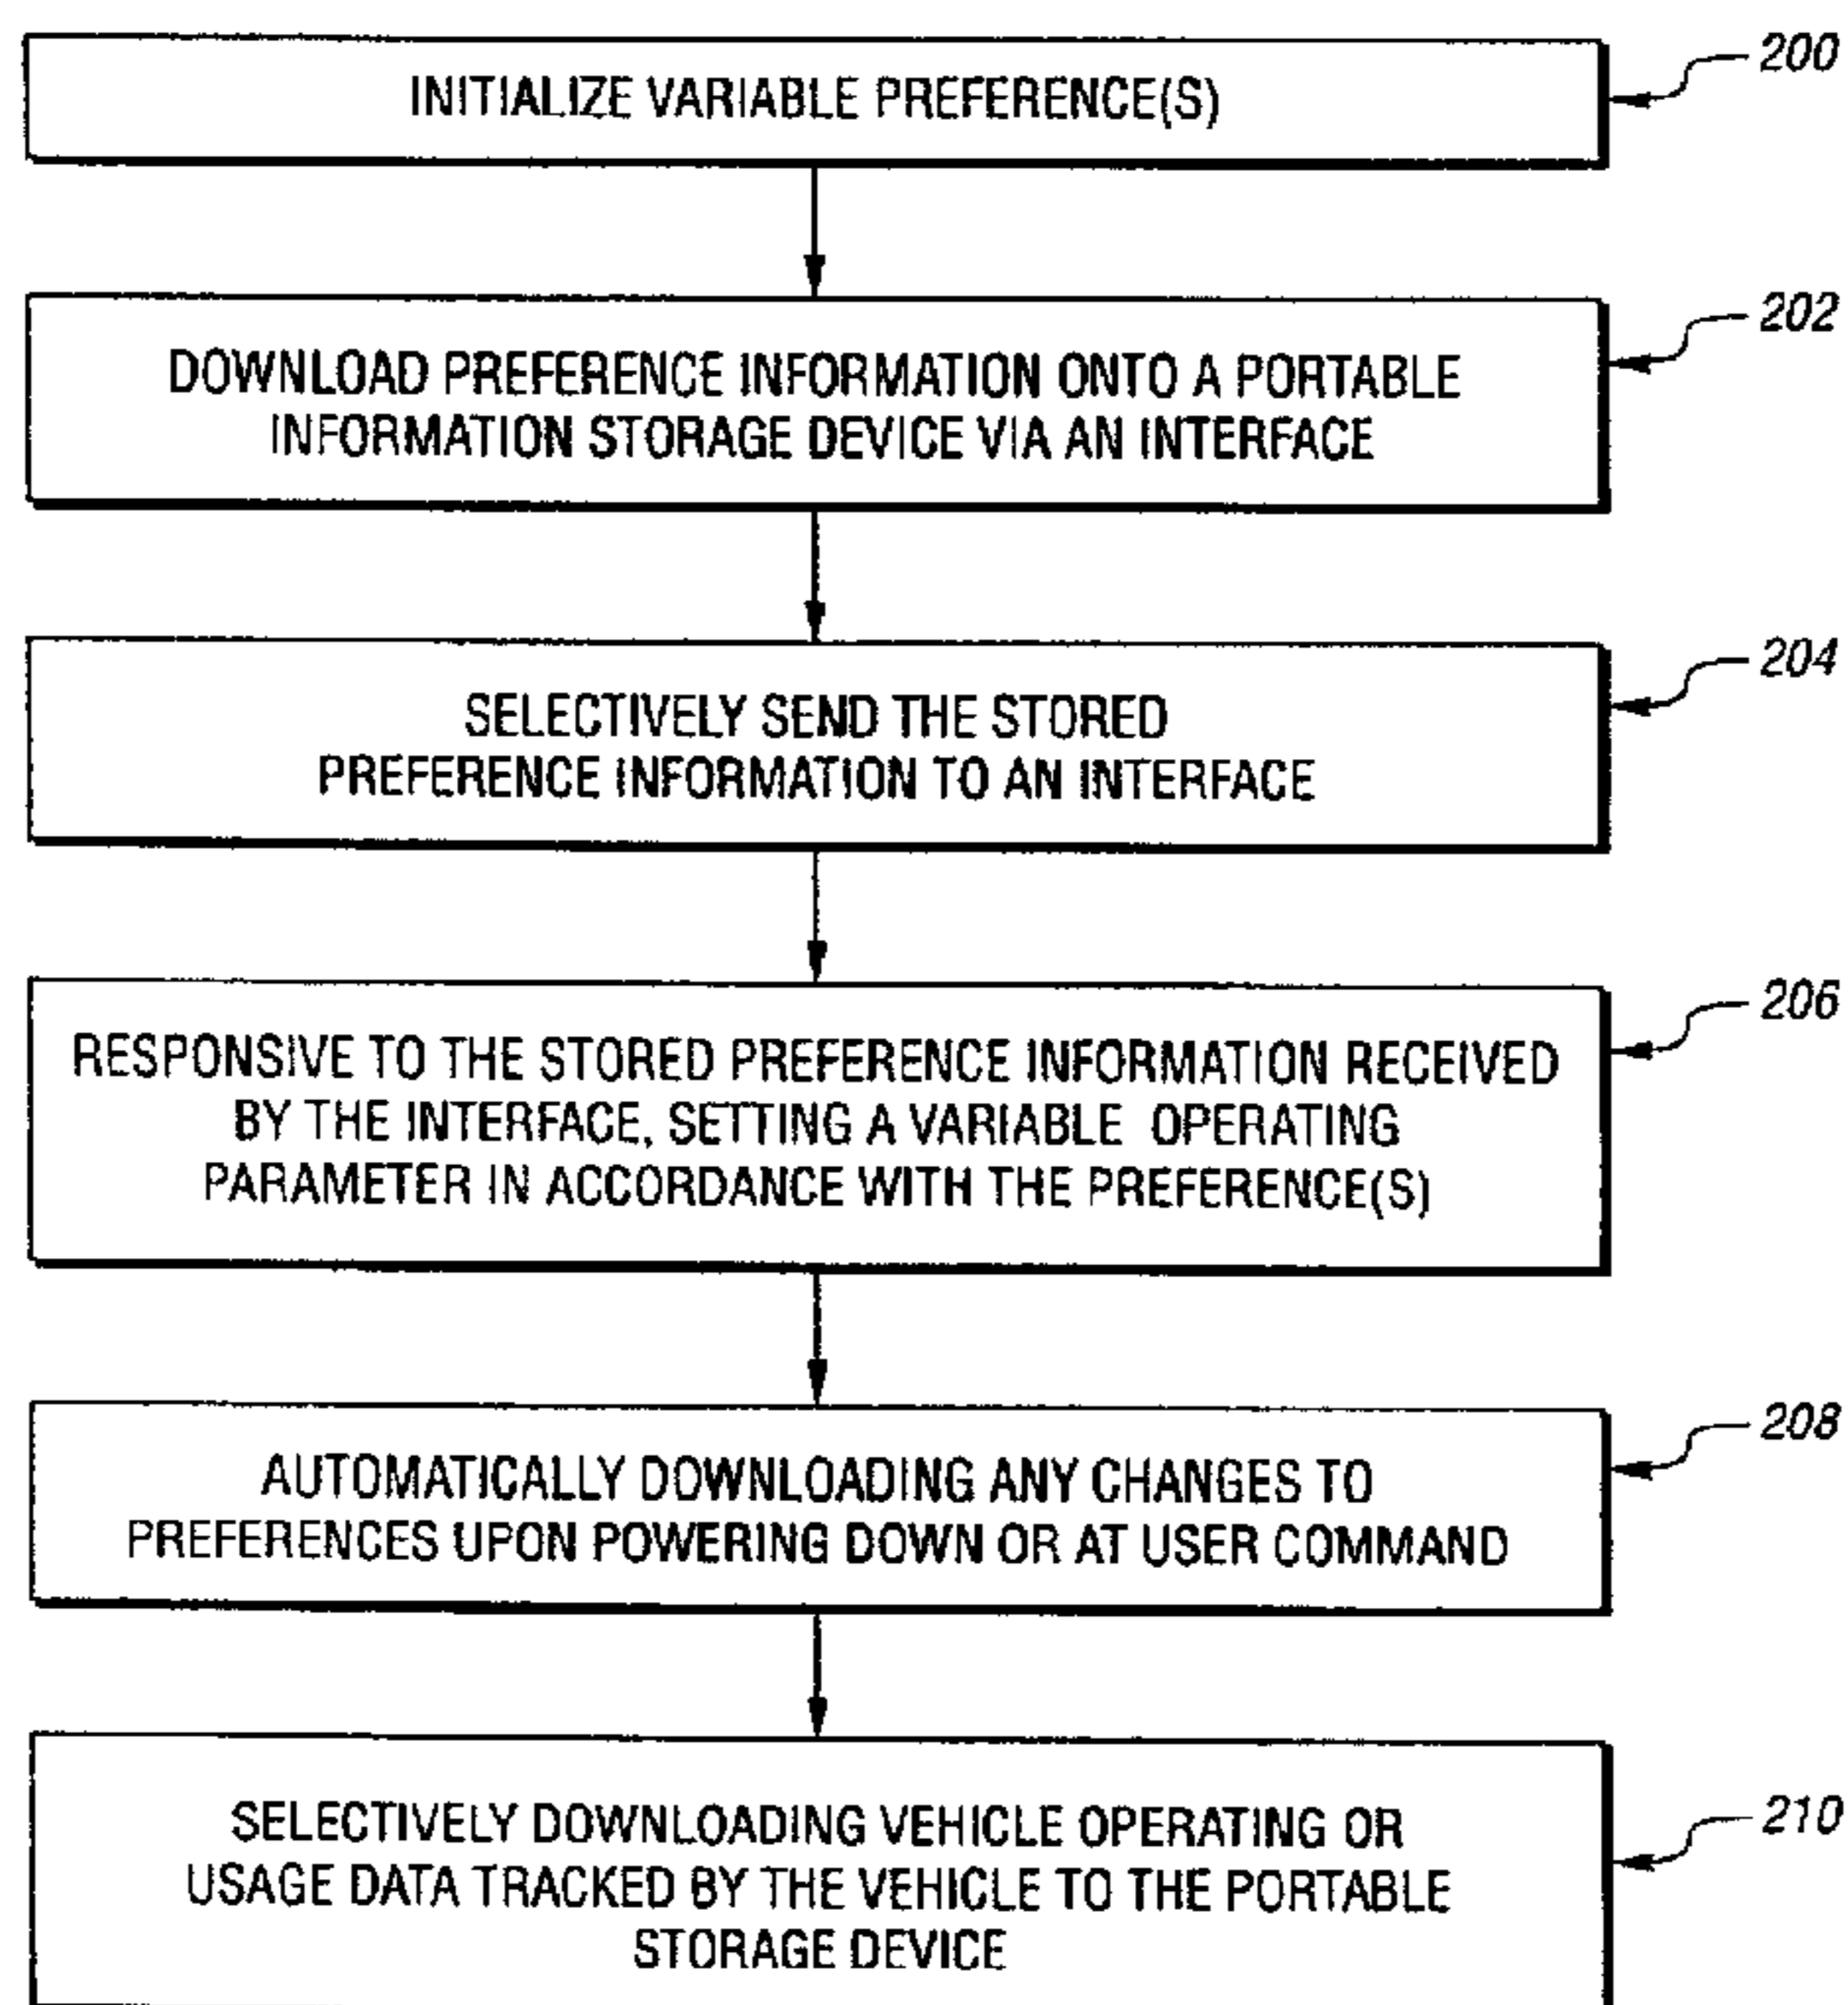 INITIALIZE VARIABLE PREFERENCE(S)
200
DOWNLOAD PREFERENCE INFORMATION ONTO A PORTABLE
INFORMATION STORAGE DEVICE VIA AN INTERFACE
202
SELECTIVELY SEND THE STORED
PREFERENCE INFORMATION TO AN INTERFACE
204
RESPONSIVE TO THE STORED PREFERENCE INFORMATION RECEIVED
BY THE INTERFACE, SETTING A VARIABLE OPERATING
PARAMETER IN ACCORDANCE WITH THE PREFERENCE(S)
206
AUTOMATICALLY DOWNLOADING ANY CHANGES TO
PREFERENCES UPON POWERING DOWN OR AT USER COMMAND
208
SELECTIVELY DOWNLOADING VEHICLE OPERATING OR
USAGE DATA TRACKED BY THE VEHICLE TO THE PORTABLE
STORAGE DEVICE
210